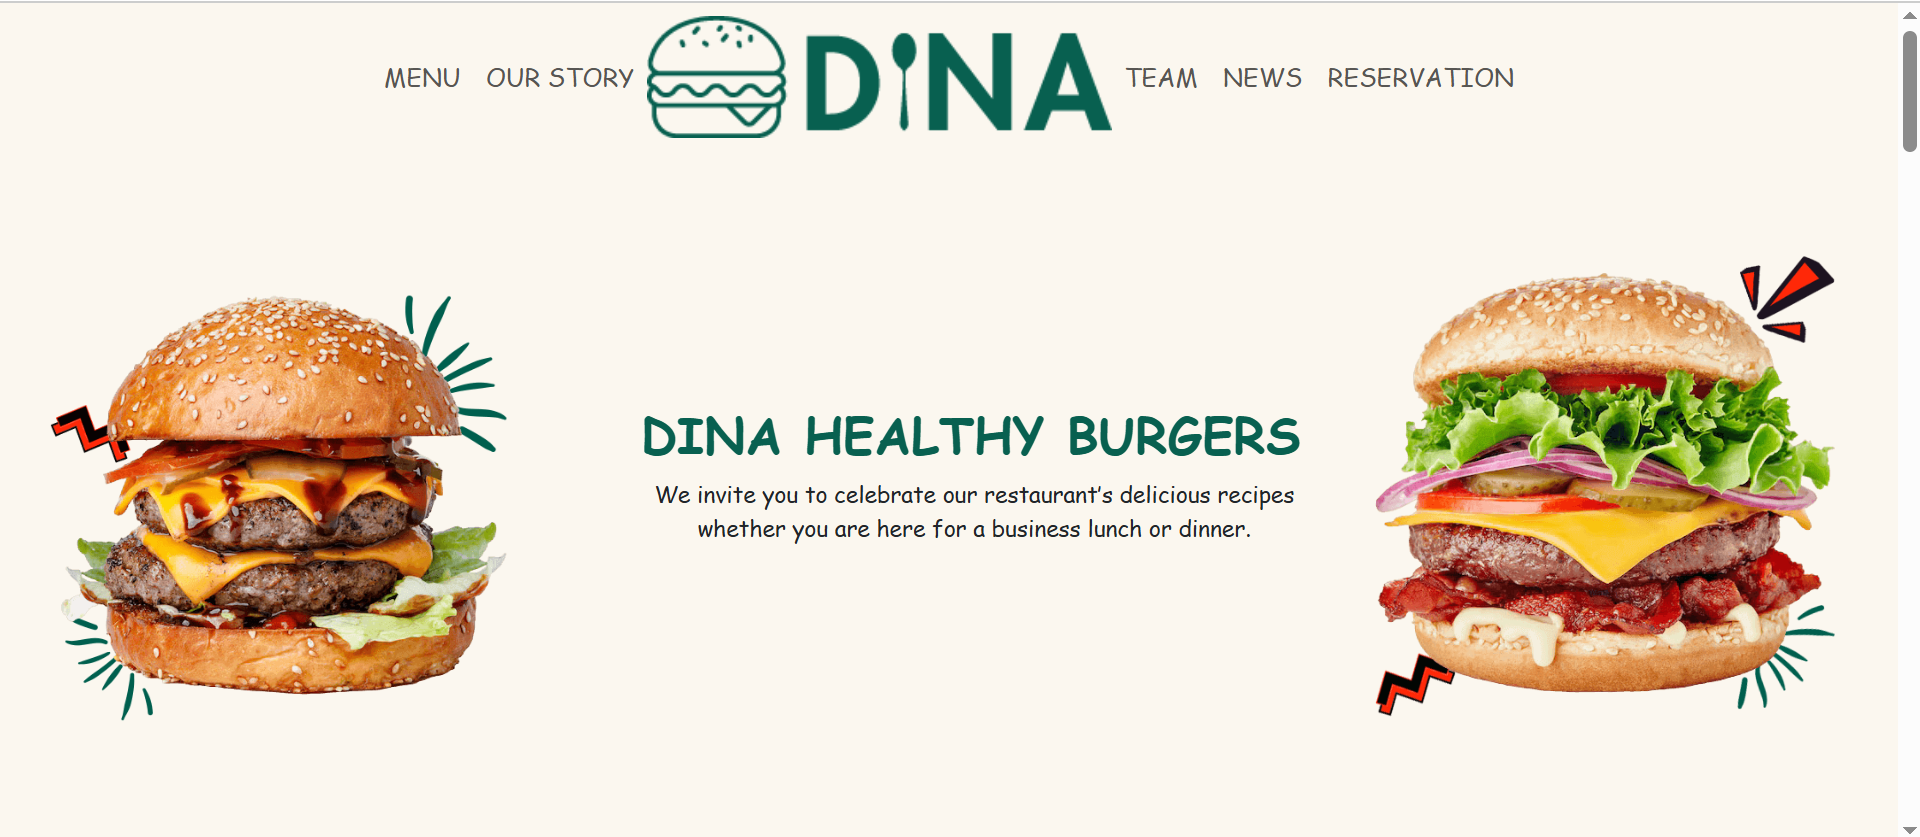 MENU OUR STORY DINA TEAM NEWS RESERVATION
DINA HEALTHY BURGERS
We invite you to celebrate our restaurant's delicious recipes
whether you are here for a business lunch or dinner.